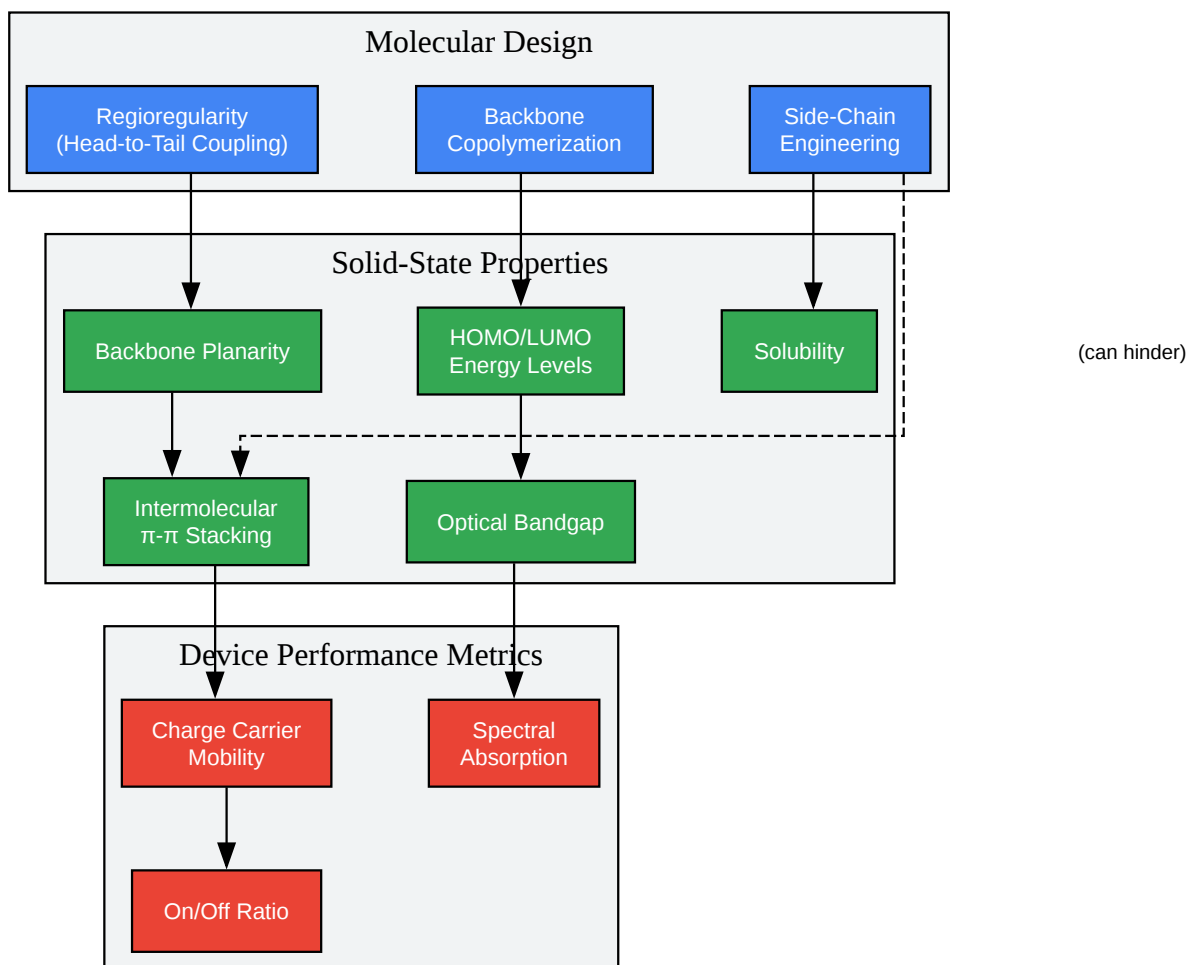 Molecular Design
Regioregularity
(Head-to-Tail Coupling)
Backbone
Copolymerization
Side-Chain
Engineering
Solid-State Properties
Backbone Planarity
HOMO/LUMO
Energy Levels
Solubility
(can hinder)
Intermolecular
π-π Stacking
Optical Bandgap
Device Performance Metrics
Charge Carrier
Mobility
Spectral
Absorption
On/Off Ratio